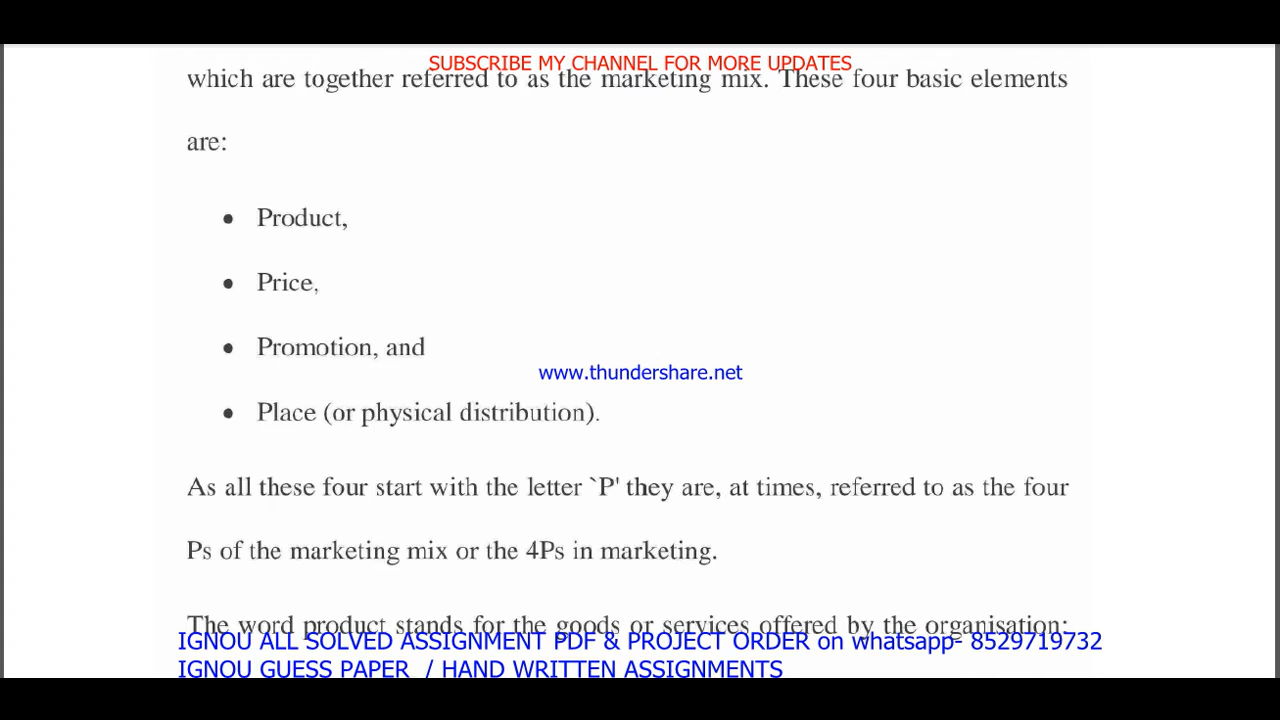 SUBSCRIBE MY CHANNEL FOR MORE UPDATES
which are together referred to as the marketing mix. These four basic elements
are:
• Product,
• Price,
• Promotion, and
www.thundershare.net
• Place (or physical distribution).
As all these four start with the letter `P' they are, at times, referred to as the four
Ps of the marketing mix or the 4Ps in marketing.
The word product stands for the goods or services offered by the organisation:
IGNOU ALL SOLVED ASSIGNMENT PDF & PROJECT ORDER on whatsapp- 8529719732
IGNOU GUESS PAPER / HAND WRITTEN ASSIGNMENTS